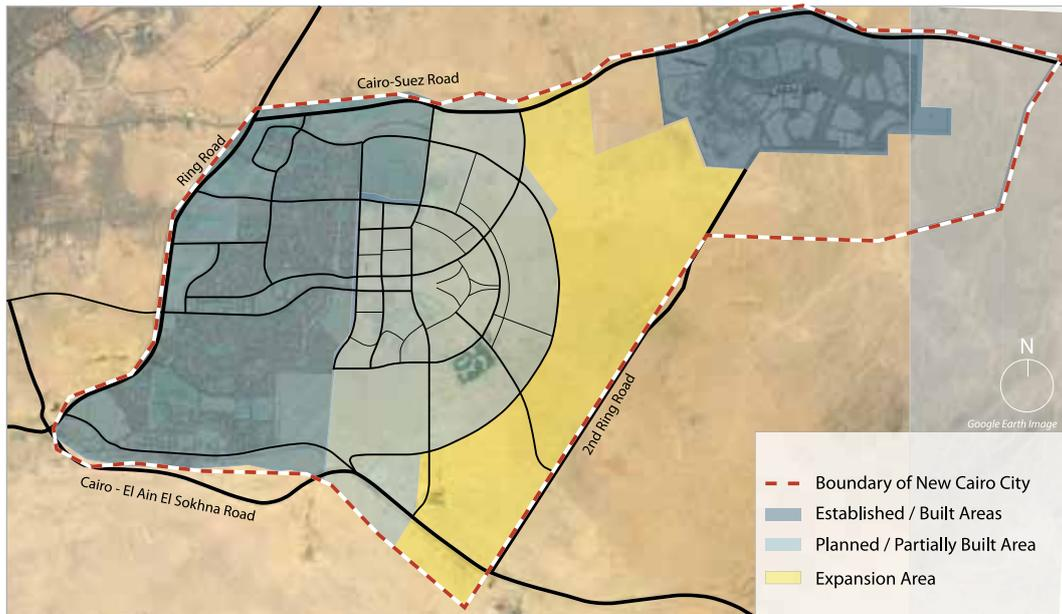 Cairo-Suez Road
Ring Road
2nd Ring Road
Cairo - El Ain El Sokhna Road
N
Google Earth Image
Boundary of New Cairo City
Established / Built Areas
Planned / Partially Built Area
Expansion Area